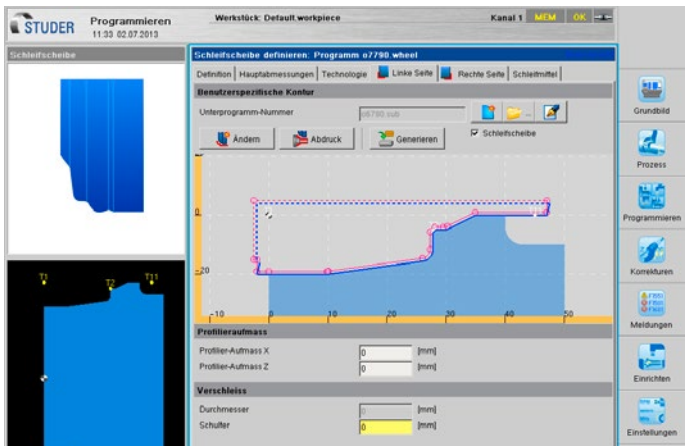 STUDER
Programmieren
11:33 02.07.2013
Werkstück: Default.workpiece
Kanal 1 MEM OK
Schleifscheibe
Schleifscheibe definieren: Programm o7790.wheel
Definition Hauptabmessungen Technologie Linke Seite Rechte Seite Schleifmittel
Benutzerspezifische Kontur
Unterprogramm-Nummer o6780.sub
Ändern Abdruck Generieren Schleifscheibe
0
-20
-10 0 10 20 30 40 50
T1 T2 T11
Profilieraufmass
Profilier-Aufmass X 0 [mm]
Profilier-Aufmass Z 0 [mm]
Verschleiss
Durchmesser 0 [mm]
Schulter 0 [mm]
Grundbild
Prozess
Programmieren
Korrekturen
Meldungen
Einrichten
Einstellungen